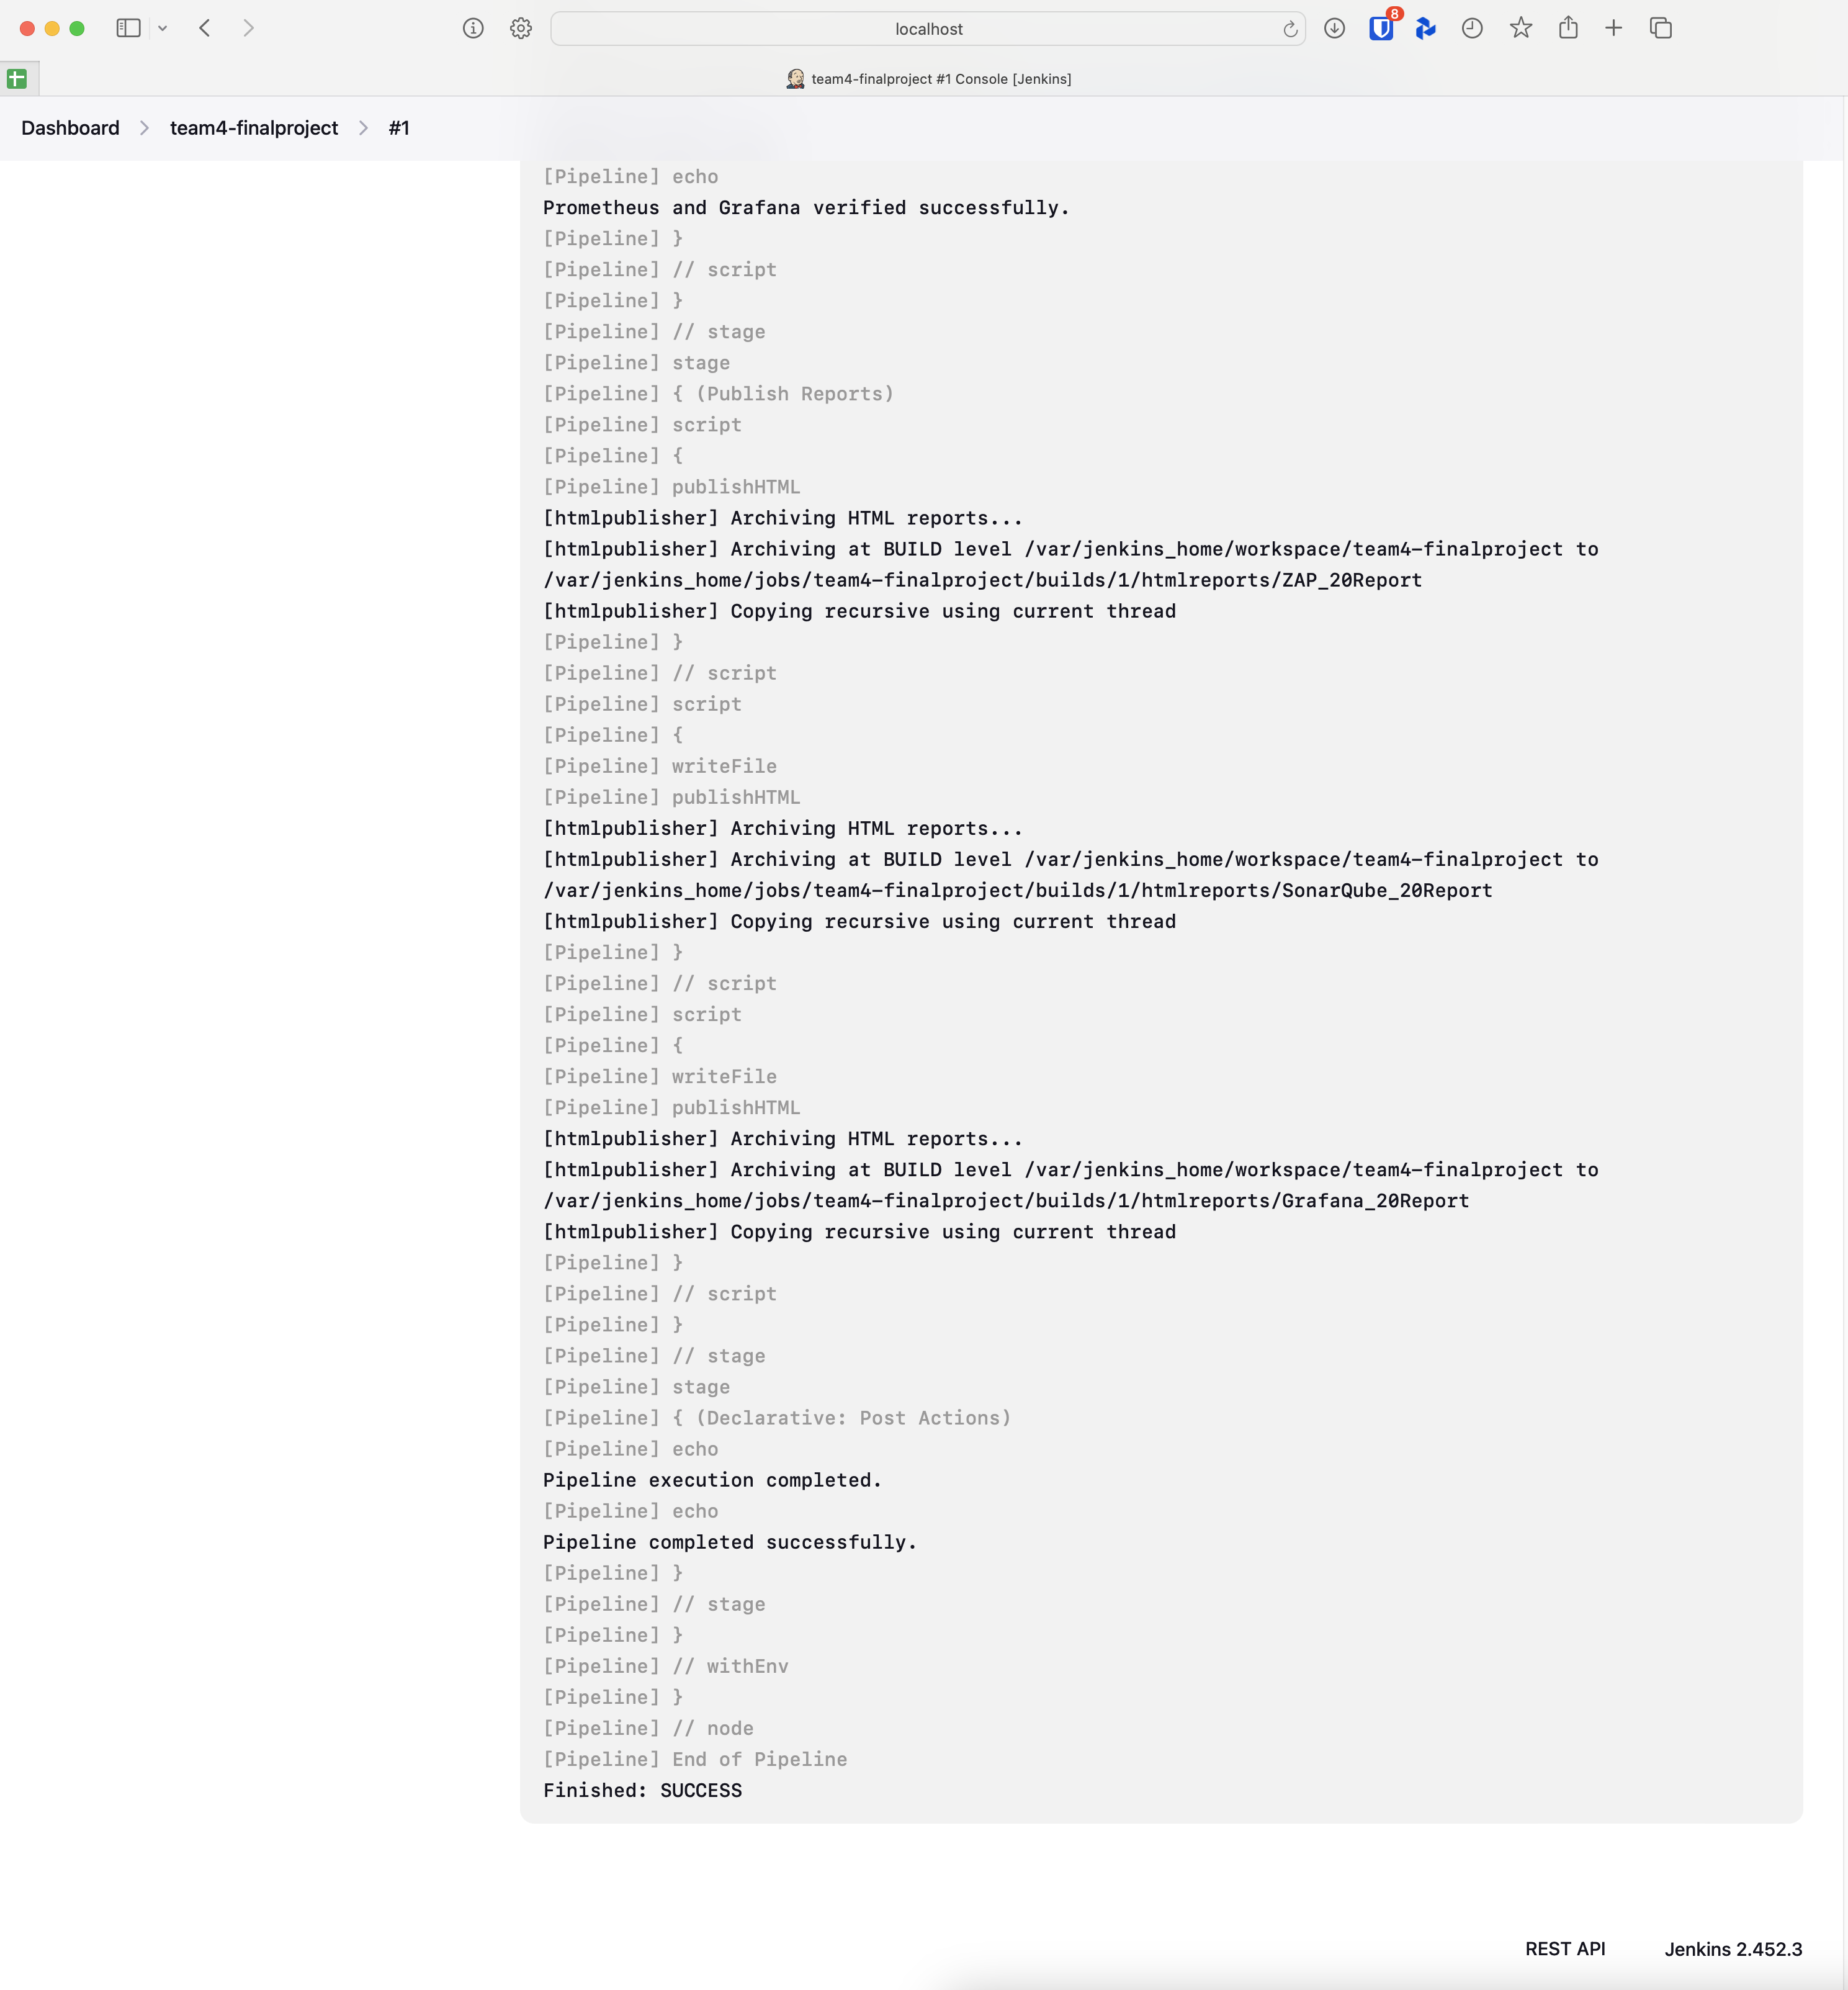 localhost
8
team4-finalproject #1 Console [Jenkins]
Dashboard > team4-finalproject > #1
[Pipeline] echo
Prometheus and Grafana verified successfully.
[Pipeline] }
[Pipeline] // script
[Pipeline] }
[Pipeline] // stage
[Pipeline] stage
[Pipeline] { (Publish Reports)
[Pipeline] script
[Pipeline] {
[Pipeline] publishHTML
[htmlpublisher] Archiving HTML reports...
[htmlpublisher] Archiving at BUILD level /var/jenkins_home/workspace/team4-finalproject to
/var/jenkins_home/jobs/team4-finalproject/builds/1/htmlreports/ZAP_20Report
[htmlpublisher] Copying recursive using current thread
[Pipeline] }
[Pipeline] // script
[Pipeline] script
[Pipeline] {
[Pipeline] writeFile
[Pipeline] publishHTML
[htmlpublisher] Archiving HTML reports...
[htmlpublisher] Archiving at BUILD level /var/jenkins_home/workspace/team4-finalproject to
/var/jenkins_home/jobs/team4-finalproject/builds/1/htmlreports/SonarQube_20Report
[htmlpublisher] Copying recursive using current thread
[Pipeline] }
[Pipeline] // script
[Pipeline] script
[Pipeline] {
[Pipeline] writeFile
[Pipeline] publishHTML
[htmlpublisher] Archiving HTML reports...
[htmlpublisher] Archiving at BUILD level /var/jenkins_home/workspace/team4-finalproject to
/var/jenkins_home/jobs/team4-finalproject/builds/1/htmlreports/Grafana_20Report
[htmlpublisher] Copying recursive using current thread
[Pipeline] }
[Pipeline] // script
[Pipeline] }
[Pipeline] // stage
[Pipeline] stage
[Pipeline] { (Declarative: Post Actions)
[Pipeline] echo
Pipeline execution completed.
[Pipeline] echo
Pipeline completed successfully.
[Pipeline] }
[Pipeline] // stage
[Pipeline] }
[Pipeline] // withEnv
[Pipeline] }
[Pipeline] // node
[Pipeline] End of Pipeline
Finished: SUCCESS
REST API Jenkins 2.452.3